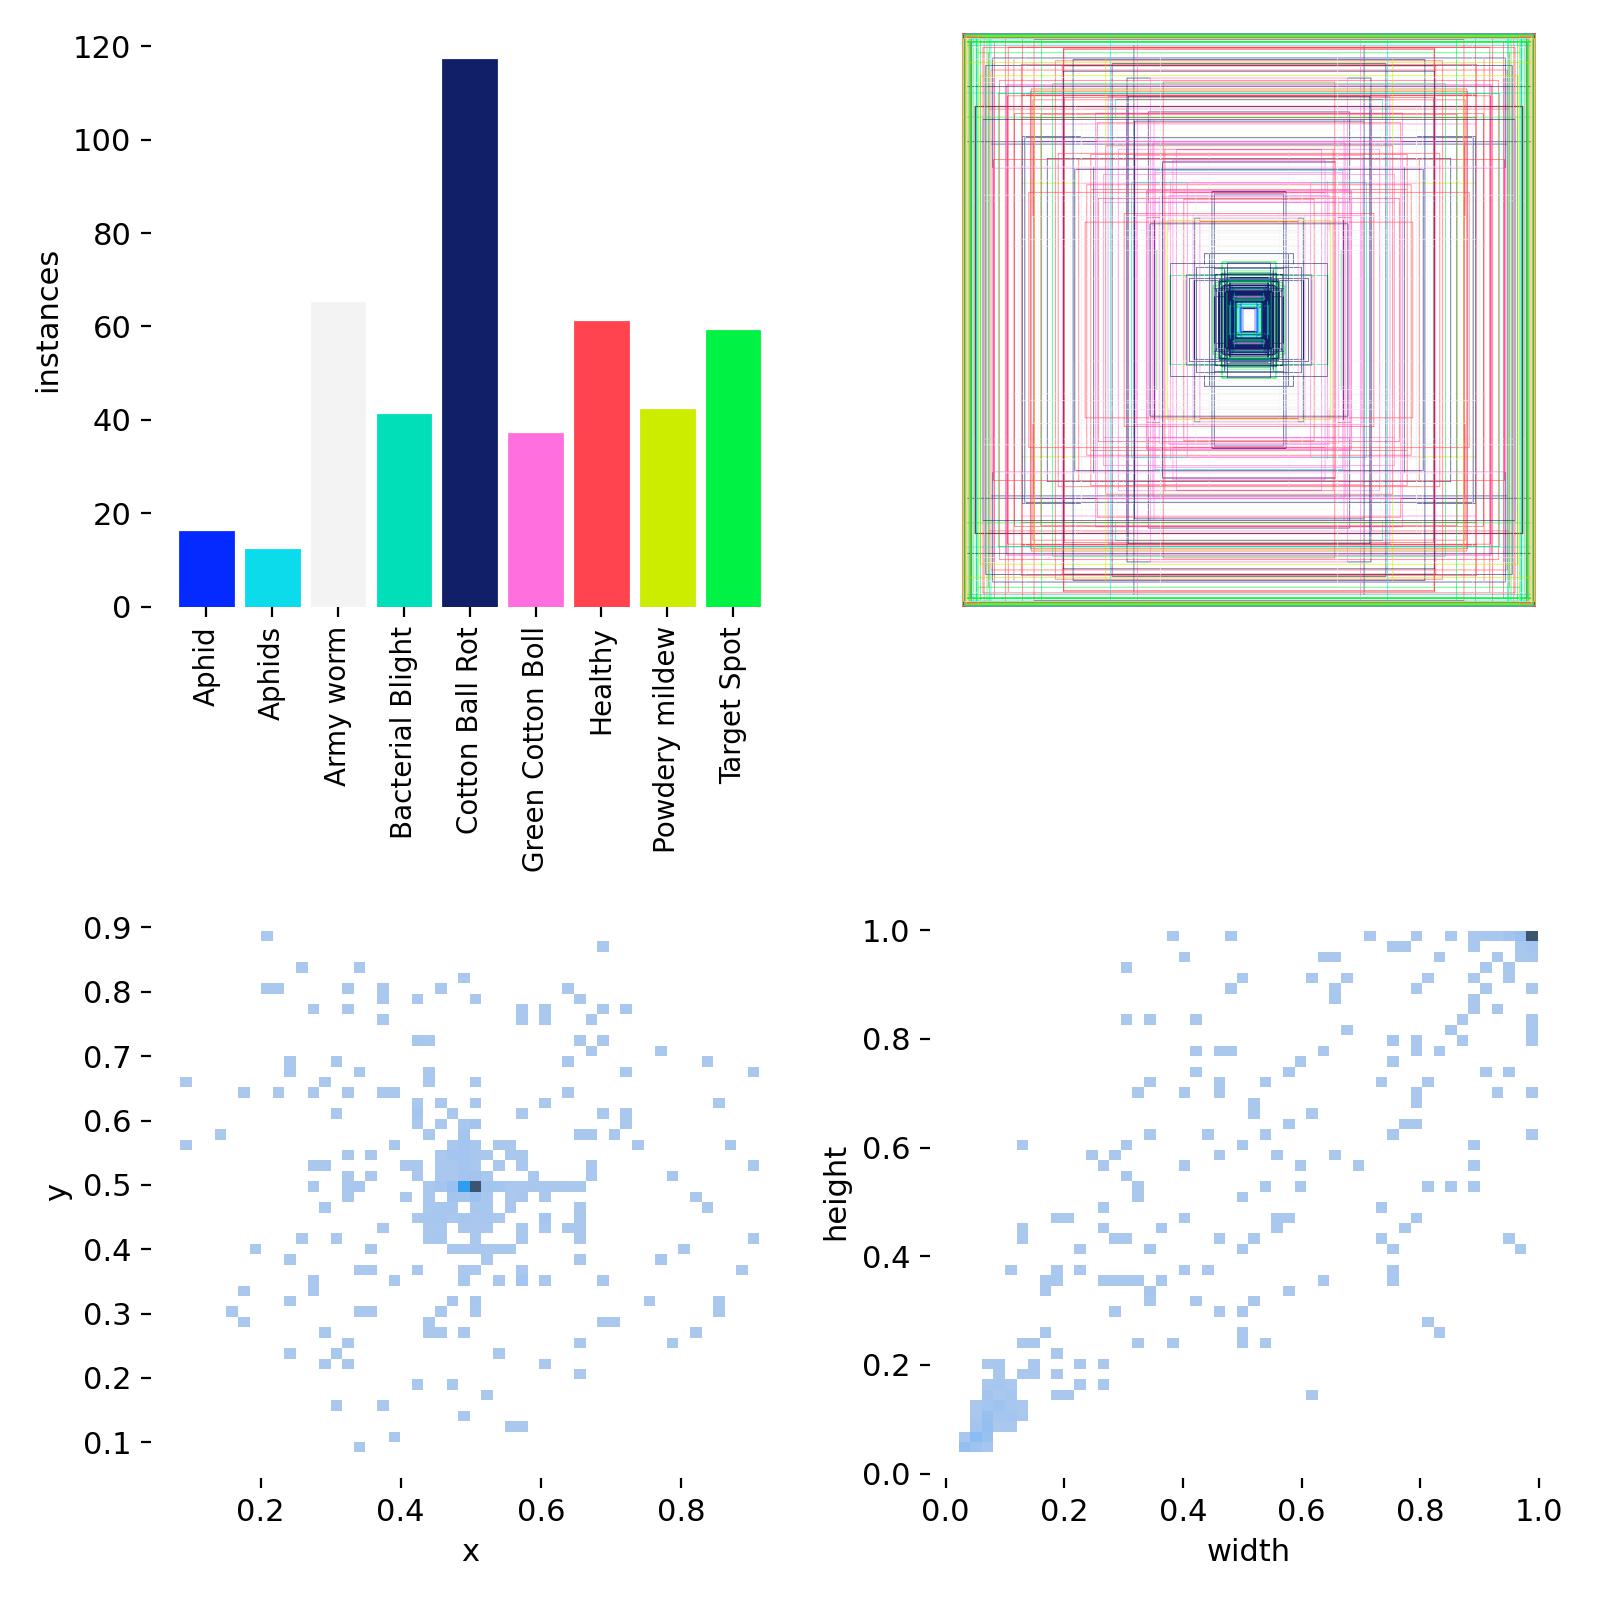 120
100
80
60
40
20
0
instances
Aphid
Aphids
Army worm
Bacterial Blight
Cotton Ball Rot
Green Cotton Boll
Healthy
Powdery mildew
Target Spot
0.9
0.8
0.7
0.6
0.5
0.4
0.3
0.2
0.1
y
0.2 0.4 0.6 0.8
x
1.0
0.8
0.6
0.4
0.2
0.0
height
0.0 0.2 0.4 0.6 0.8 1.0
width